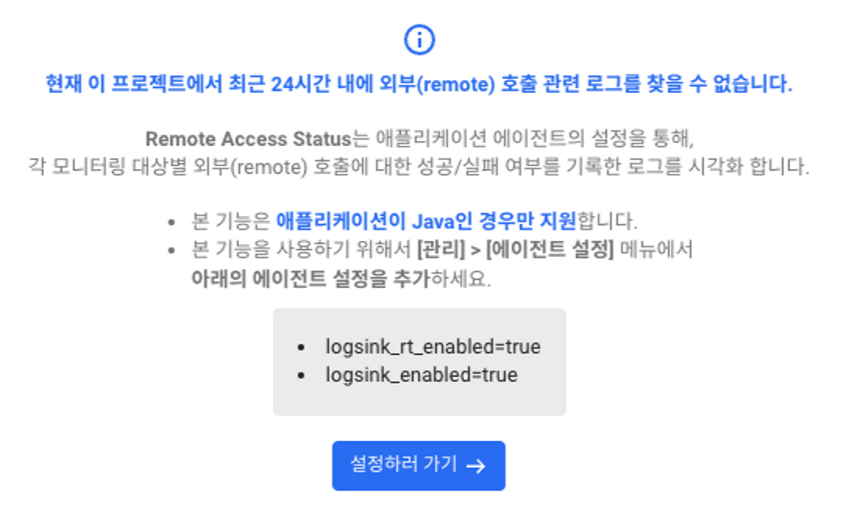 현재 이 프로젝트에서 최근 24시간 내에 외부(remote) 호출 관련 로그를 찾을 수 없습니다.
Remote Access Status는 애플리케이션 에이전트의 설정을 통해,
각 모니터링 대상별 외부(remote) 호출에 대한 성공/실패 여부를 기록한 로그를 시각화 합니다.
• 본 기능은 애플리케이션이 Java인 경우만 지원합니다.
• 본 기능을 사용하기 위해서 [관리] > [에이전트 설정] 메뉴에서
아래의 에이전트 설정을 추가하세요.
• logsink_rt_enabled=true
• logsink_enabled=true
설정하러 가기 →